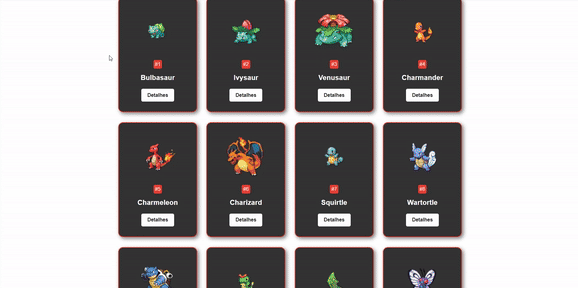 #1
#2
#3
#4
Bulbasaur
Ivysaur
Venusaur
Charmander
Detalhes
Detalhes
Detalhes
Detalhes
#5
#6
#7
#8
Charmeleon
Charizard
Squirtle
Wartortle
Detalhes
Detalhes
Detalhes
Detalhes